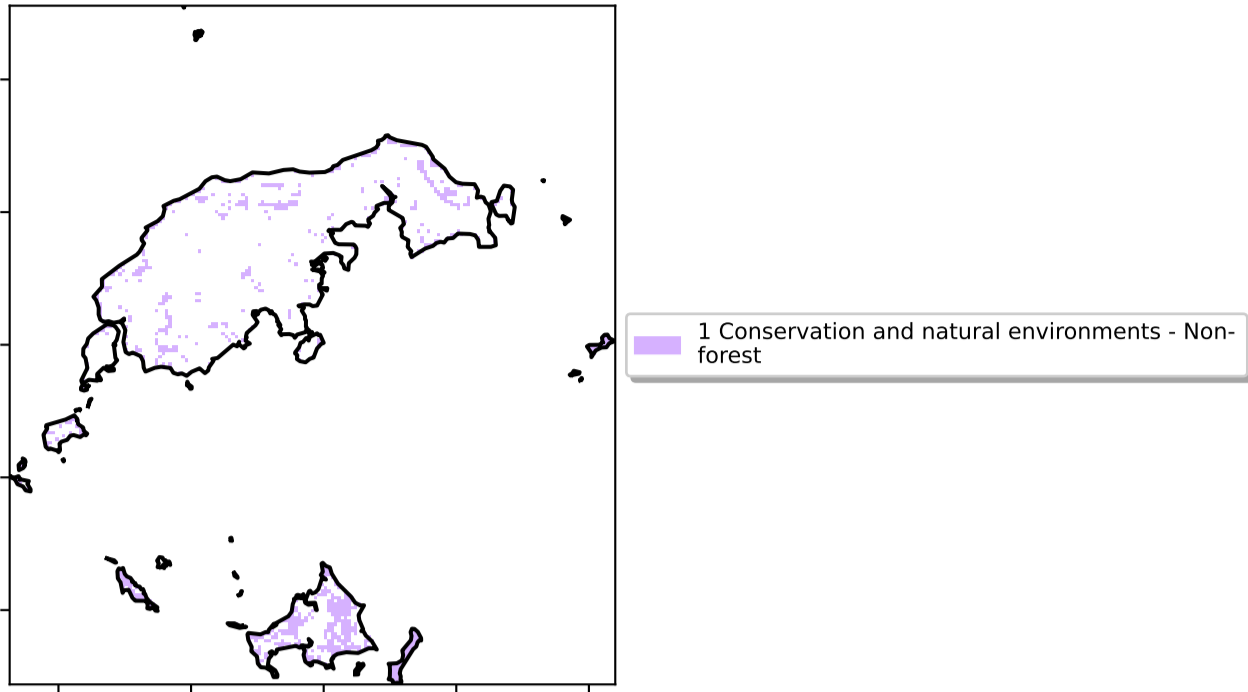 1 Conservation and natural environments - Non-
forest